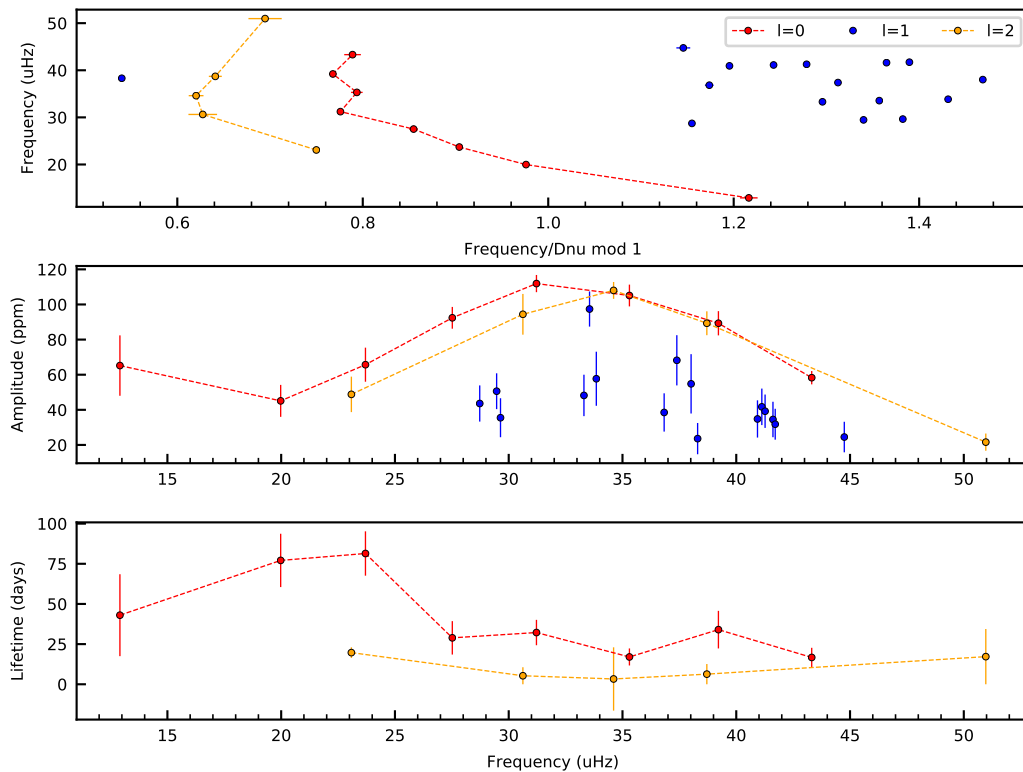 l=0 l=1 l=2
Frequency (uHz)
50
40
30
20
0.6 0.8 1.0 1.2 1.4
Frequency/Dnu mod 1
Amplitude (ppm)
120
100
80
60
40
20
15 20 25 30 35 40 45 50
Lifetime (days)
100
75
50
25
0
15 20 25 30 35 40 45 50
Frequency (uHz)